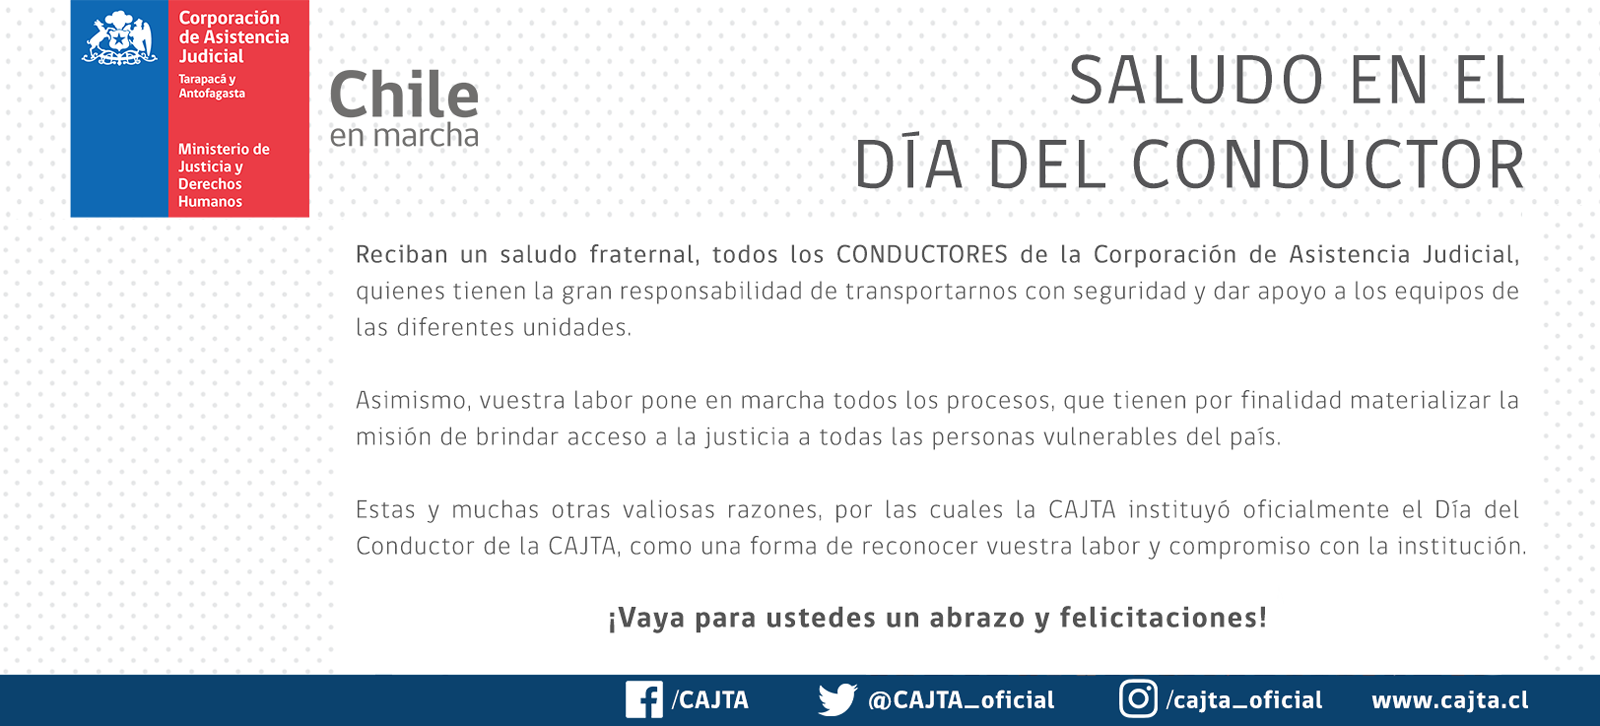 Corporación
de Asistencia
Judicial
Tarapacá y
Antofagasta
Ministerio de
Justicia y
Derechos
Humanos
Chile
en marcha
SALUDO EN EL
DÍA DEL CONDUCTOR
Reciban un saludo fraternal, todos los CONDUCTORES de la Corporación de Asistencia Judicial,
quienes tienen la gran responsabilidad de transportarnos con seguridad y dar apoyo a los equipos de
las diferentes unidades.
Asimismo, vuestra labor pone en marcha todos los procesos, que tienen por finalidad materializar la
misión de brindar acceso a la justicia a todas las personas vulnerables del país.
Estas y muchas otras valiosas razones, por las cuales la CAJTA instituyó oficialmente el Día del
Conductor de la CAJTA, como una forma de reconocer vuestra labor y compromiso con la institución.
¡Vaya para ustedes un abrazo y felicitaciones!
/CAJTA @CAJTA_oficial /cajta_oficial www.cajta.cl